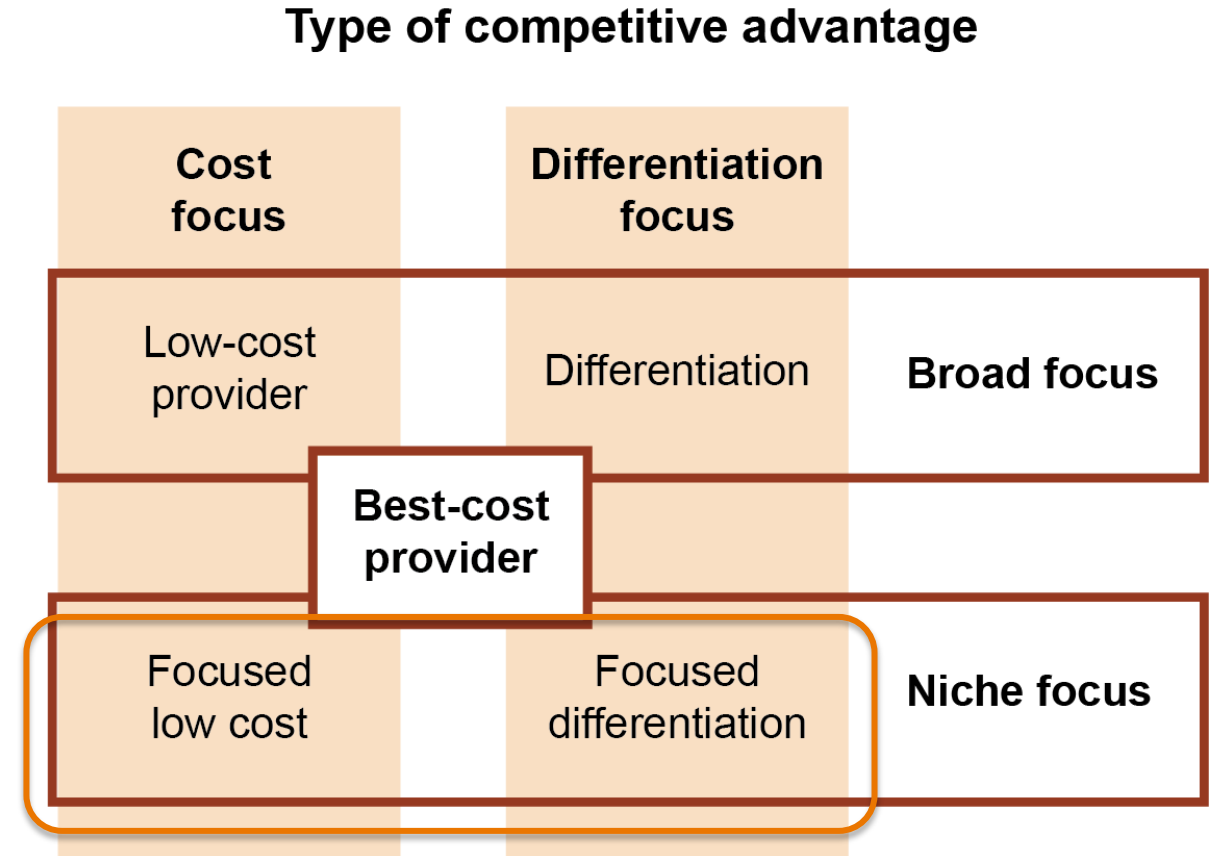 Type of competitive advantage
Cost
focus
Differentiation
focus
Low-cost
provider
Differentiation
Broad focus
Best-cost
provider
Focused
low cost
Focused
differentiation
Niche focus